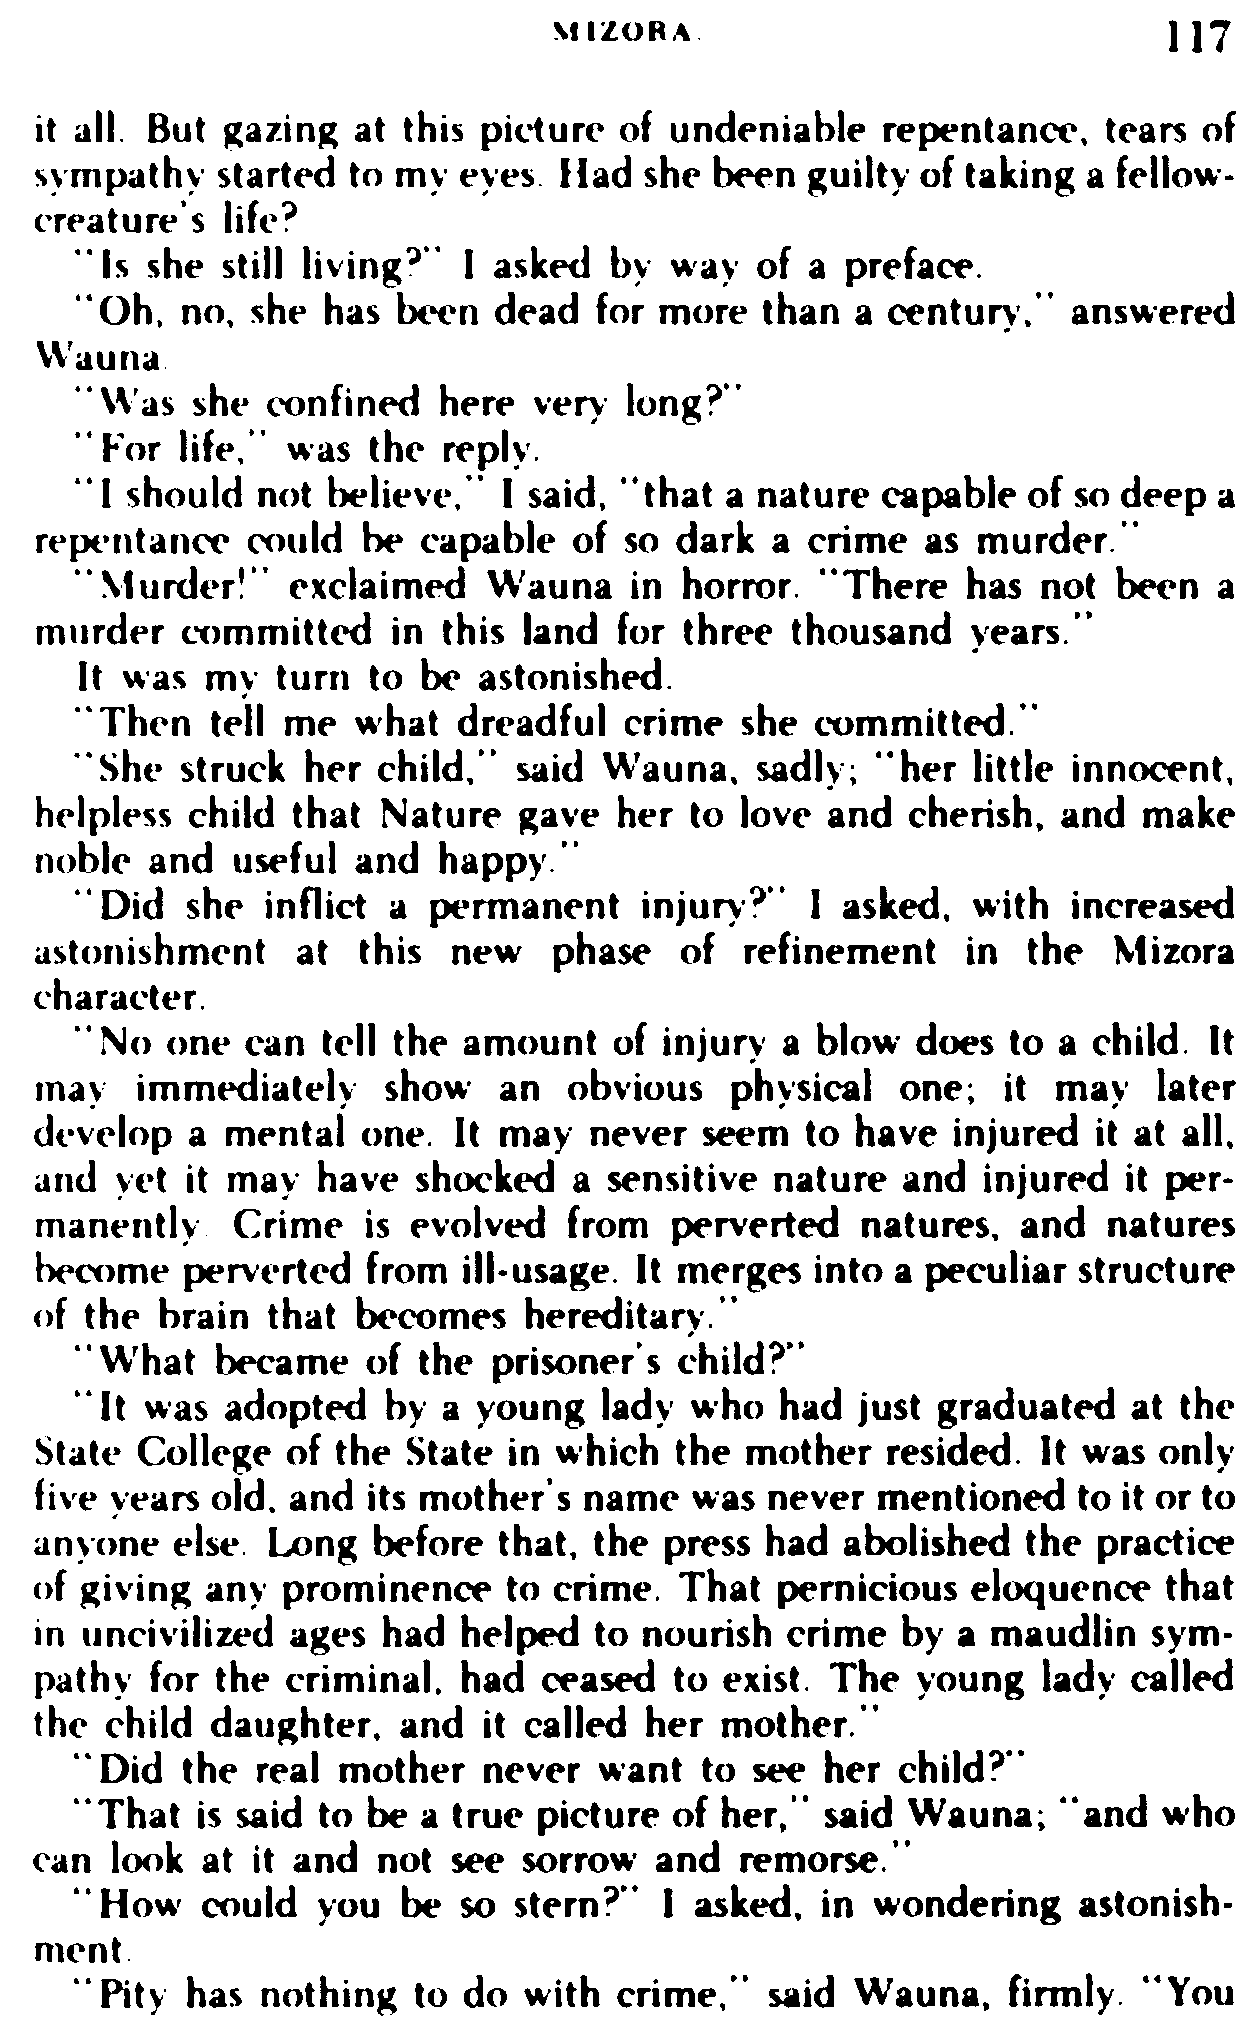 MIZORA. 117
it all. But gazing at this picture of undeniable repentance, tears of
sympathy started to my eyes. Had she been guilty of taking a fellow-
creature's life?
"Is she still living?" I asked by way of a preface.
"Oh, no, she has been dead for more than a century," answered
Wauna.
"Was she confined here very long?"
"For life," was the reply.
"I should not believe," I said, "that a nature capable of so deep a
repentance could be capable of so dark a crime as murder."
"Murder!" exclaimed Wauna in horror. "There has not been a
murder committed in this land for three thousand years."
It was my turn to be astonished.
"Then tell me what dreadful crime she committed."
"She struck her child," said Wauna, sadly; "her little innocent,
helpless child that Nature gave her to love and cherish, and make
noble and useful and happy."
"Did she inflict a permanent injury?" I asked, with increased
astonishment at this new phase of refinement in the Mizora
character.
"No one can tell the amount of injury a blow does to a child. It
may immediately show an obvious physical one; it may later
develop a mental one. It may never seem to have injured it at all,
and yet it may have shocked a sensitive nature and injured it per-
manently. Crime is evolved from perverted natures, and natures
become perverted from ill-usage. It merges into a peculiar structure
of the brain that becomes hereditary."
"What became of the prisoner's child?"
"It was adopted by a young lady who had just graduated at the
State College of the State in which the mother resided. It was only
five years old, and its mother's name was never mentioned to it or to
anyone else. Long before that, the press had abolished the practice
of giving any prominence to crime. That pernicious eloquence that
in uncivilized ages had helped to nourish crime by a maudlin sym-
pathy for the criminal, had ceased to exist. The young lady called
the child daughter, and it called her mother."
"Did the real mother never want to see her child?"
"That is said to be a true picture of her," said Wauna; "and who
can look at it and not see sorrow and remorse."
"How could you be so stern?" I asked, in wondering astonish-
ment.
"Pity has nothing to do with crime," said Wauna, firmly. "You